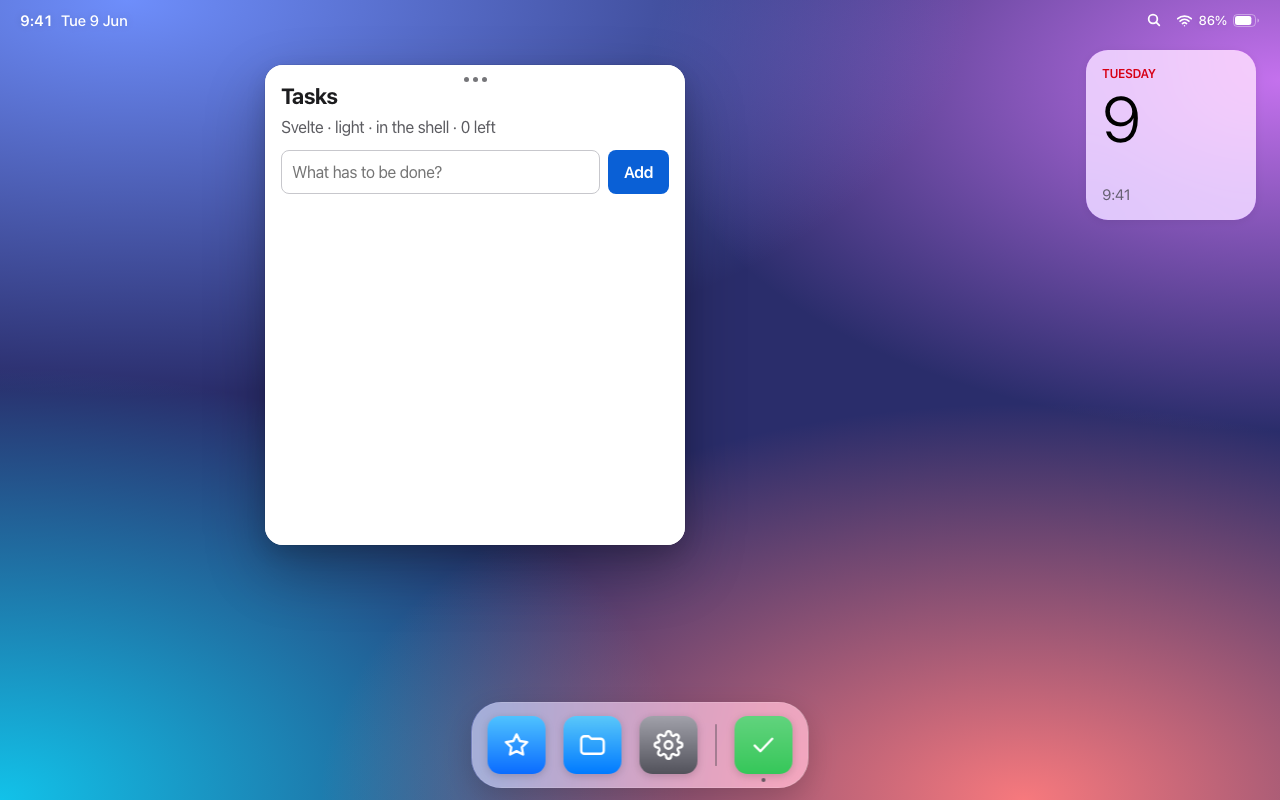 9:41 Tue 9 Jun
86%
TUESDAY
9
9:41
Tasks
Svelte · light · in the shell · 0 left
What has to be done?
Add